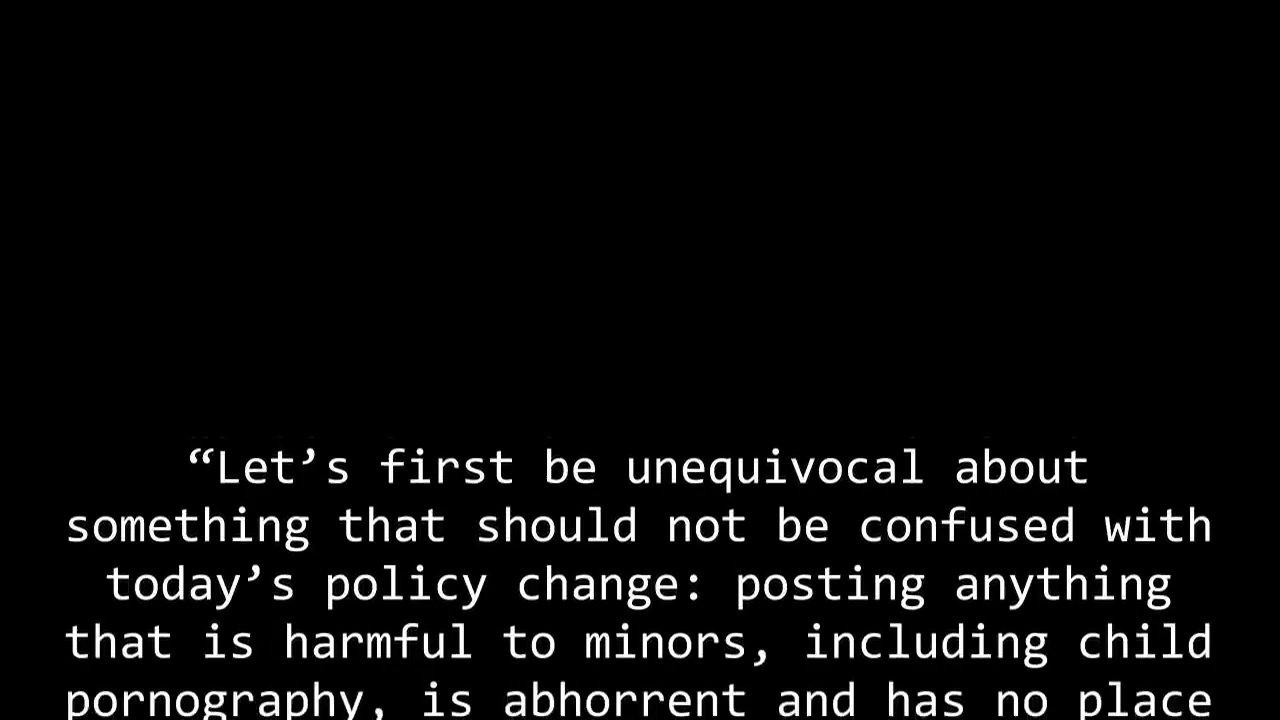 “Let’s first be unequivocal about
something that should not be confused with
today’s policy change: posting anything
that is harmful to minors, including child
pornography, is abhorrent and has no place